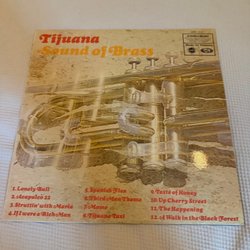 Tijuana
Sound of Brass
1. Lonely Bull
2. Acapulco 22
3. Struttin' with Maria
4. If I were a Rich Man
5. Spanish Flea
6. Third Man Theme
7. Mame
8. Tijuana Taxi
9. Taste of Honey
10. Up Cherry Street
11. The Happening
12. A Walk in the Black Forest